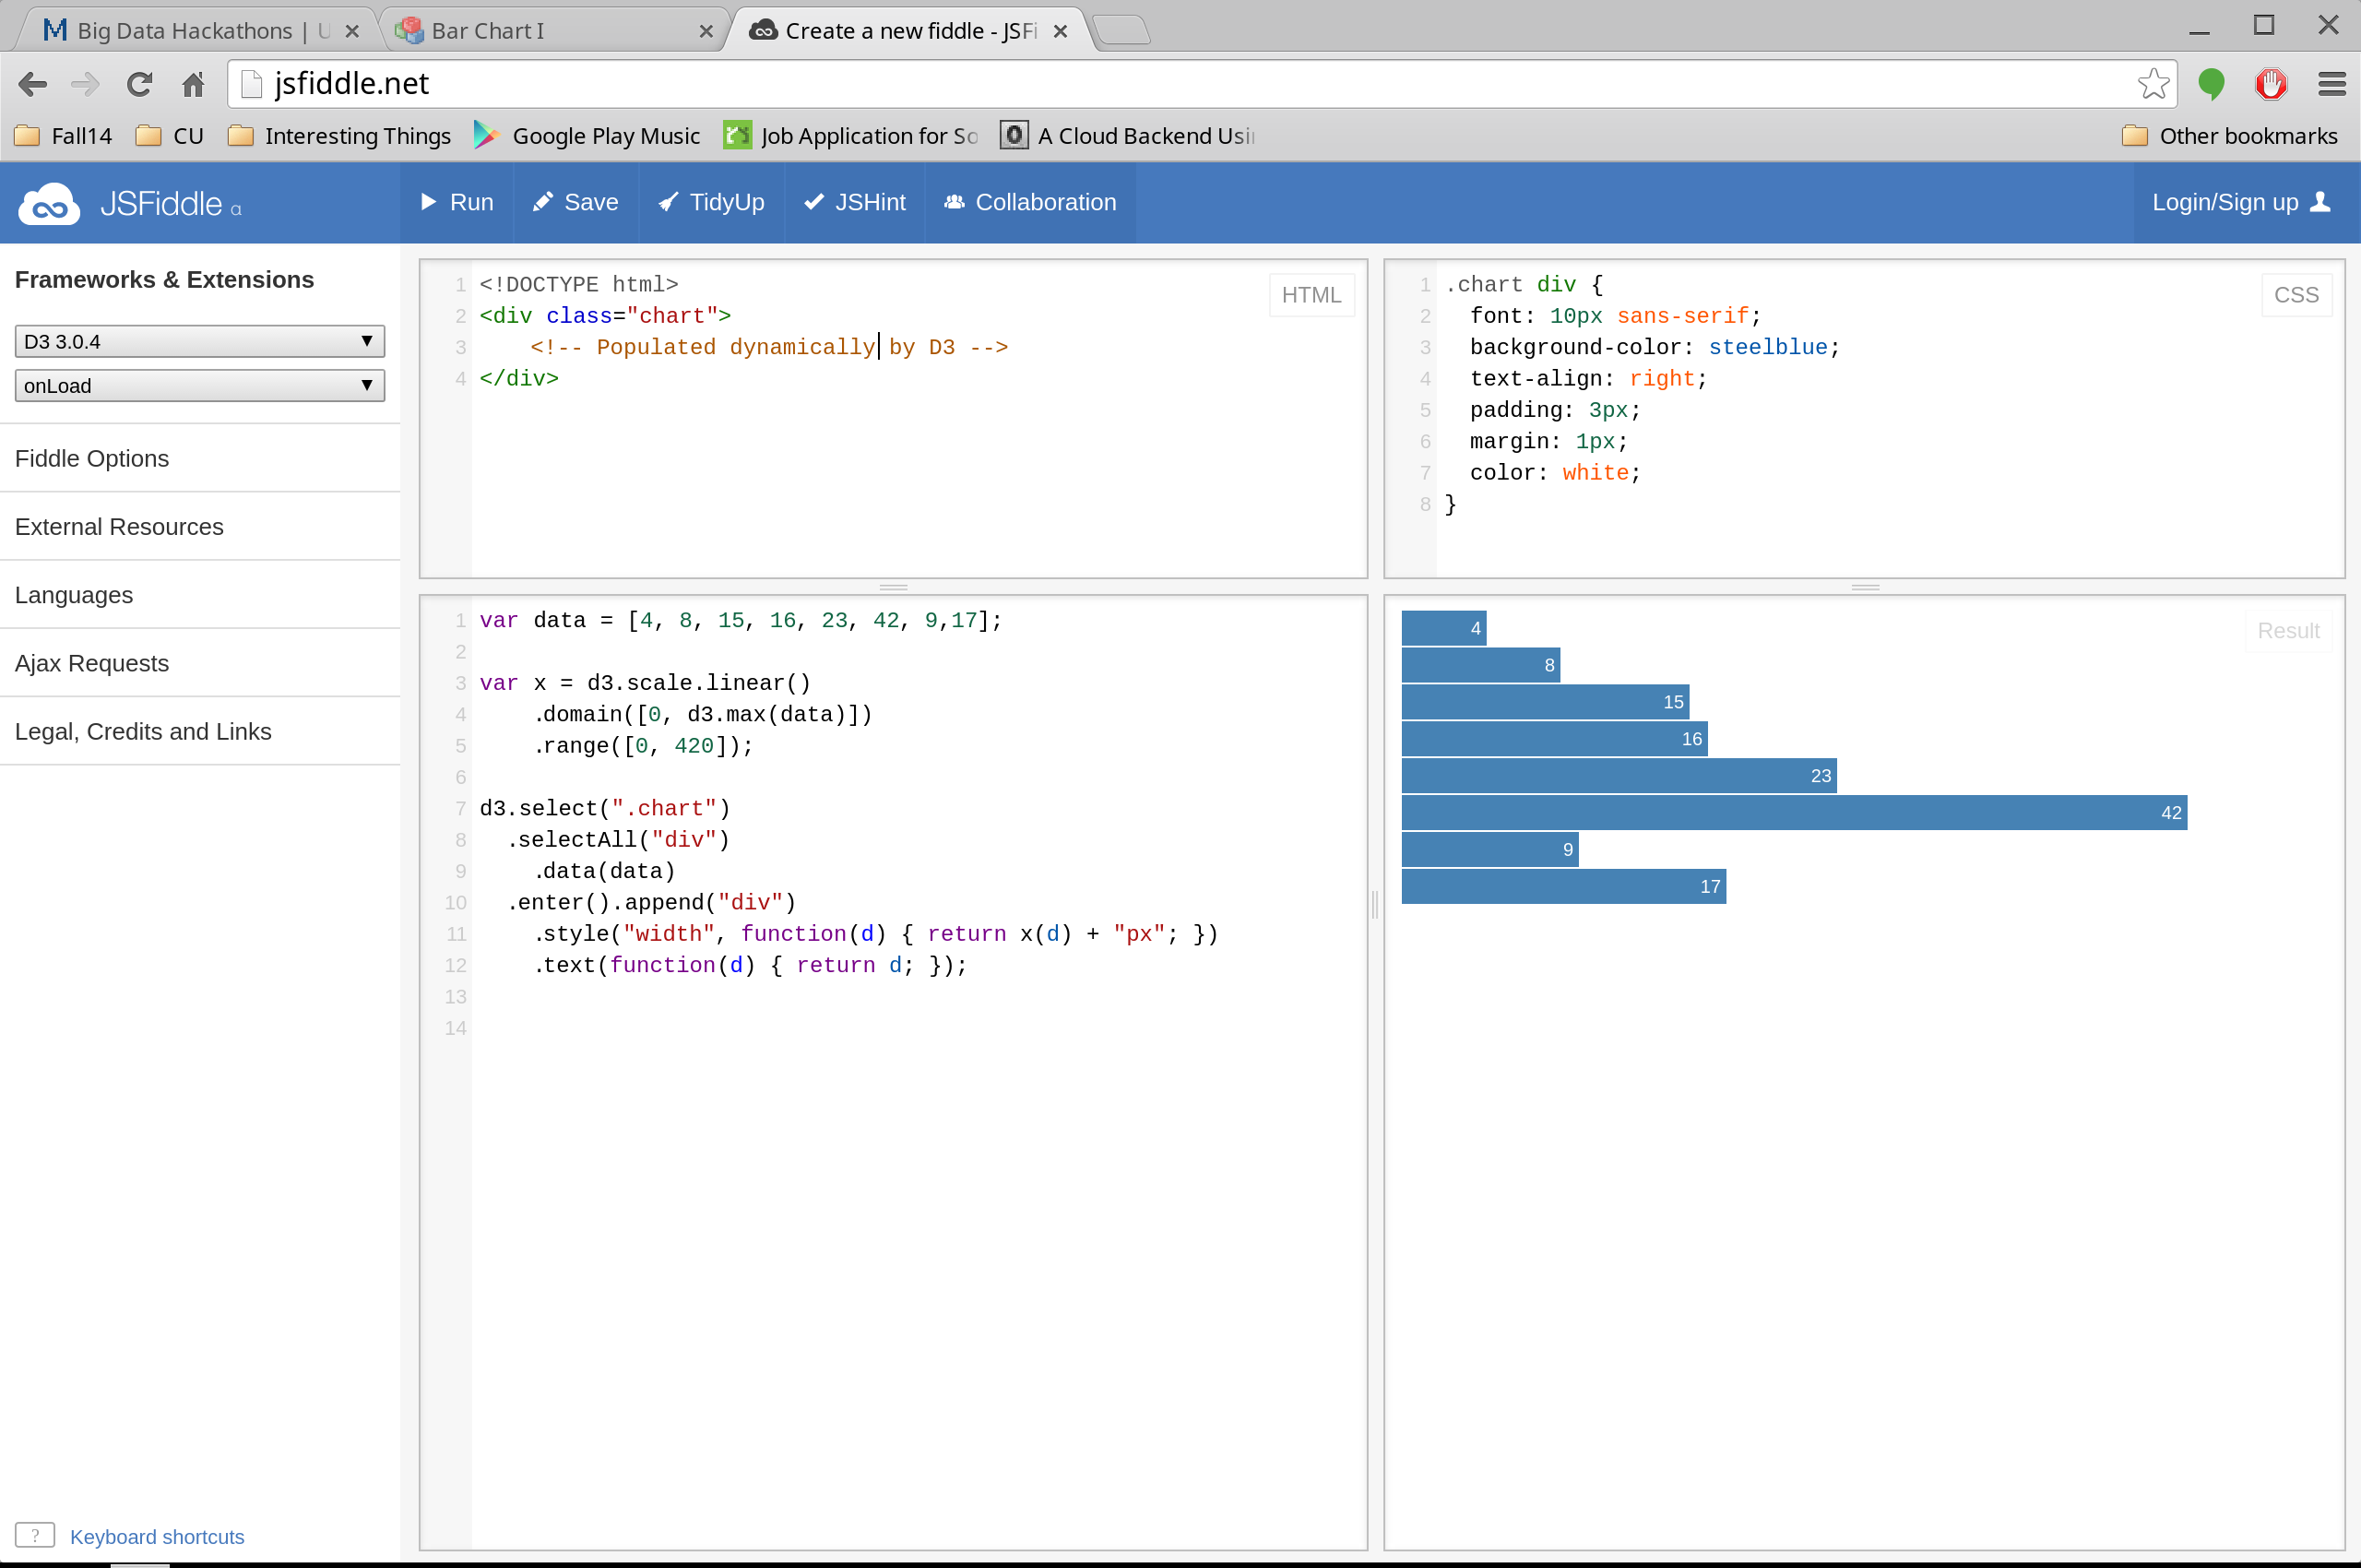 Big Data Hackathons | U
Bar Chart I
Create a new fiddle - JSFi
jsfiddle.net
Fall14
CU
Interesting Things
Google Play Music
Job Application for So
A Cloud Backend Usin
Other bookmarks
JSFiddle α
Run
Save
TidyUp
JSHint
Collaboration
Login/Sign up
Frameworks & Extensions
D3 3.0.4
onLoad
Fiddle Options
External Resources
Languages
Ajax Requests
Legal, Credits and Links
? Keyboard shortcuts
HTML
1 <!DOCTYPE html>
2 <div class="chart">
3     <!-- Populated dynamically by D3 -->
4 </div>
CSS
1 .chart div {
2   font: 10px sans-serif;
3   background-color: steelblue;
4   text-align: right;
5   padding: 3px;
6   margin: 1px;
7   color: white;
8 }
1 var data = [4, 8, 15, 16, 23, 42, 9,17];
2
3 var x = d3.scale.linear()
4     .domain([0, d3.max(data)])
5     .range([0, 420]);
6
7 d3.select(".chart")
8   .selectAll("div")
9     .data(data)
10   .enter().append("div")
11     .style("width", function(d) { return x(d) + "px"; })
12     .text(function(d) { return d; });
13
14
Result
4
8
15
16
23
42
9
17